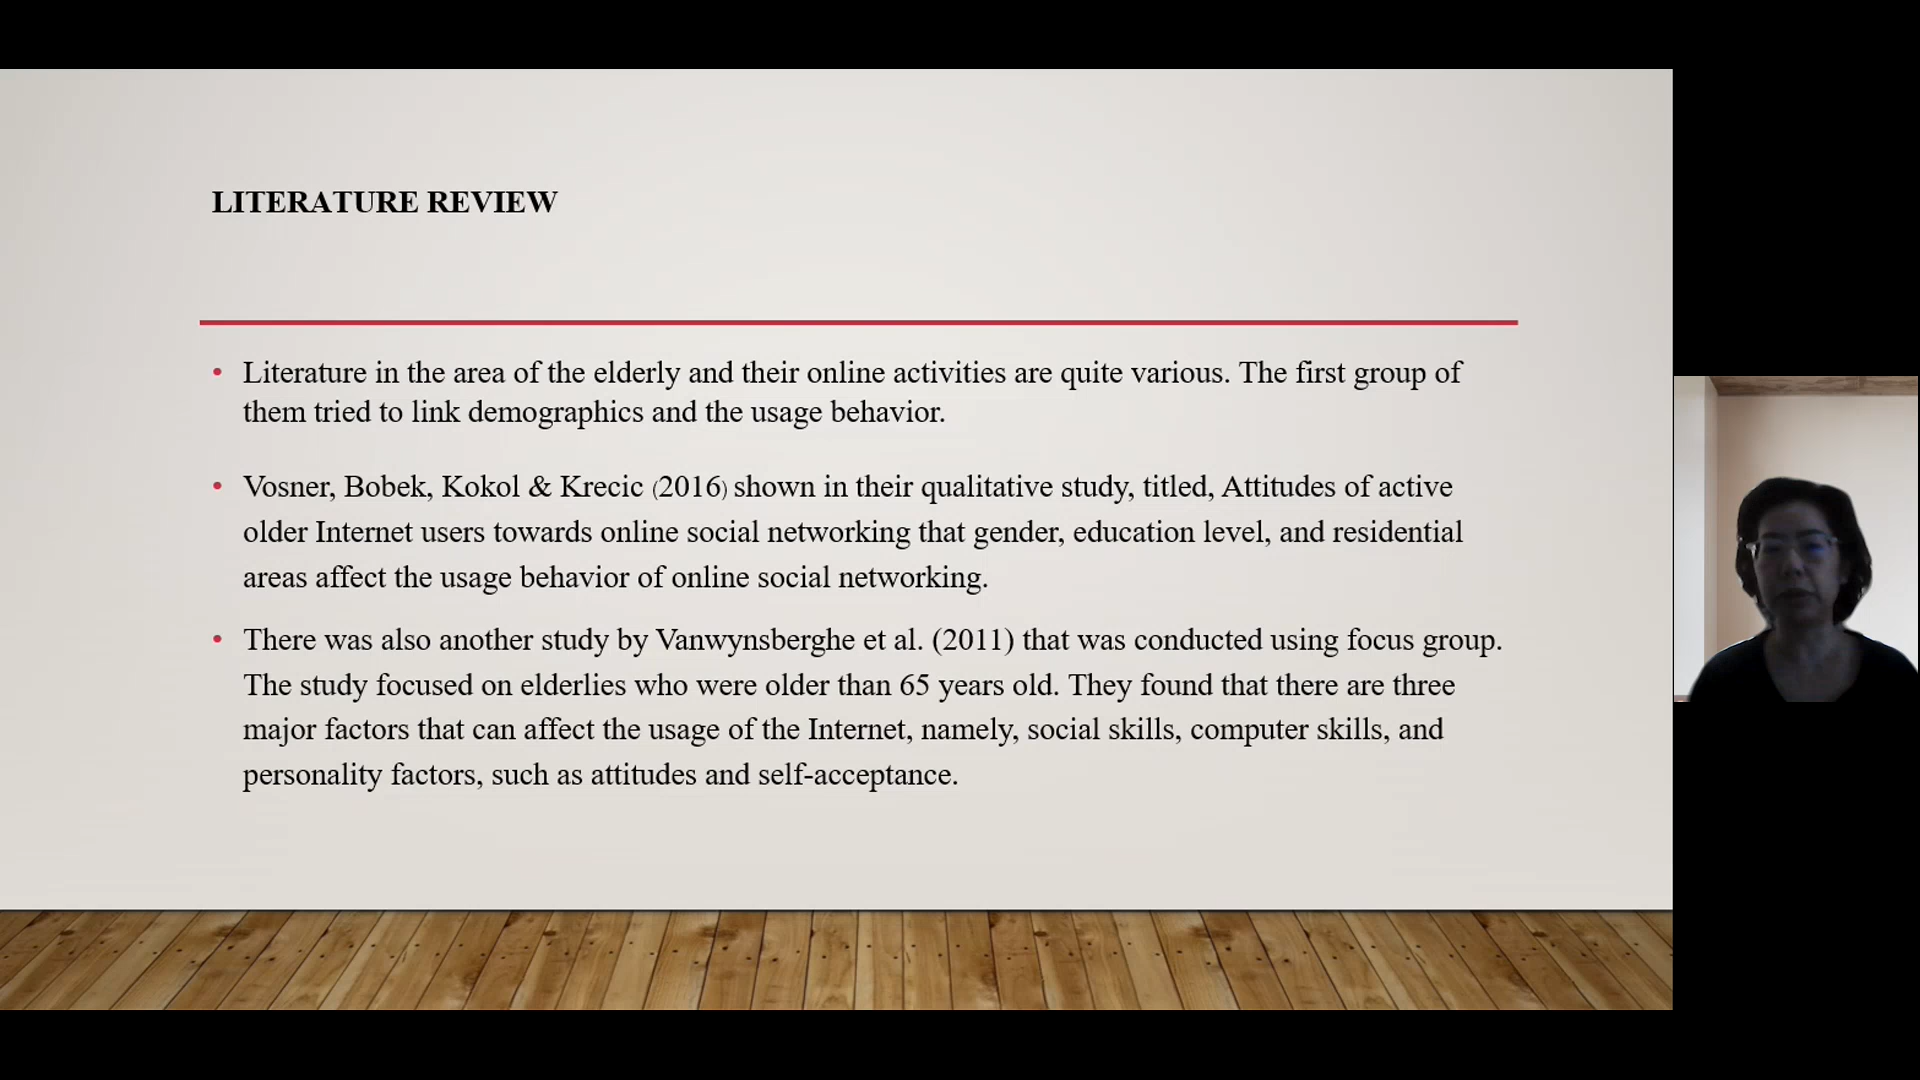 LITERATURE REVIEW
• Literature in the area of the elderly and their online activities are quite various. The first group of
them tried to link demographics and the usage behavior.
• Vosner, Bobek, Kokol & Krecic (2016) shown in their qualitative study, titled, Attitudes of active
older Internet users towards online social networking that gender, education level, and residential
areas affect the usage behavior of online social networking.
• There was also another study by Vanwynsberghe et al. (2011) that was conducted using focus group.
The study focused on elderlies who were older than 65 years old. They found that there are three
major factors that can affect the usage of the Internet, namely, social skills, computer skills, and
personality factors, such as attitudes and self-acceptance.